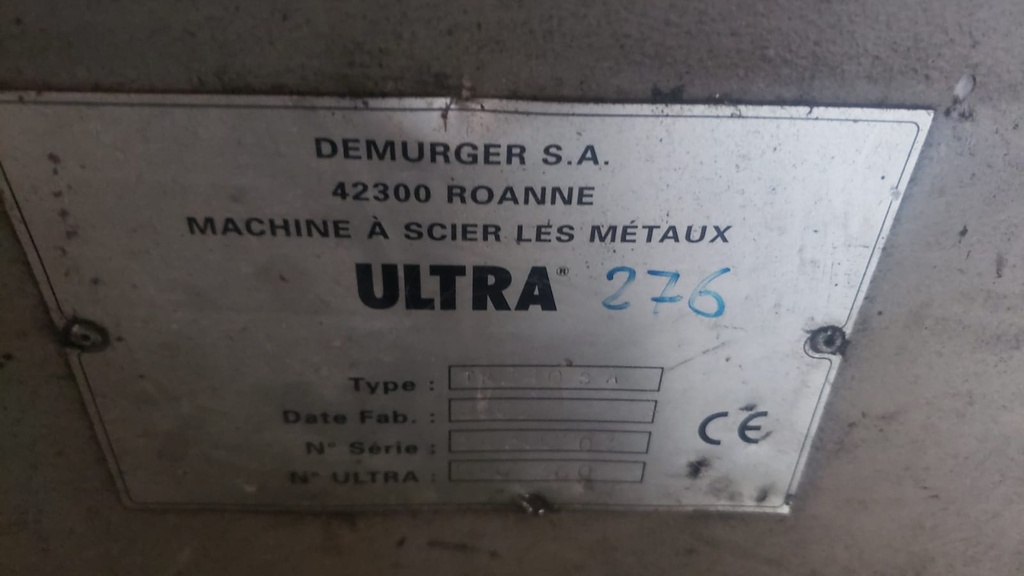 DEMURGER S.A.
42300 ROANNE
MACHINE À SCIER LES MÉTAUX
ULTRA® 276
Type :
Date Fab. :
N° Série :
N° ULTRA :
CE